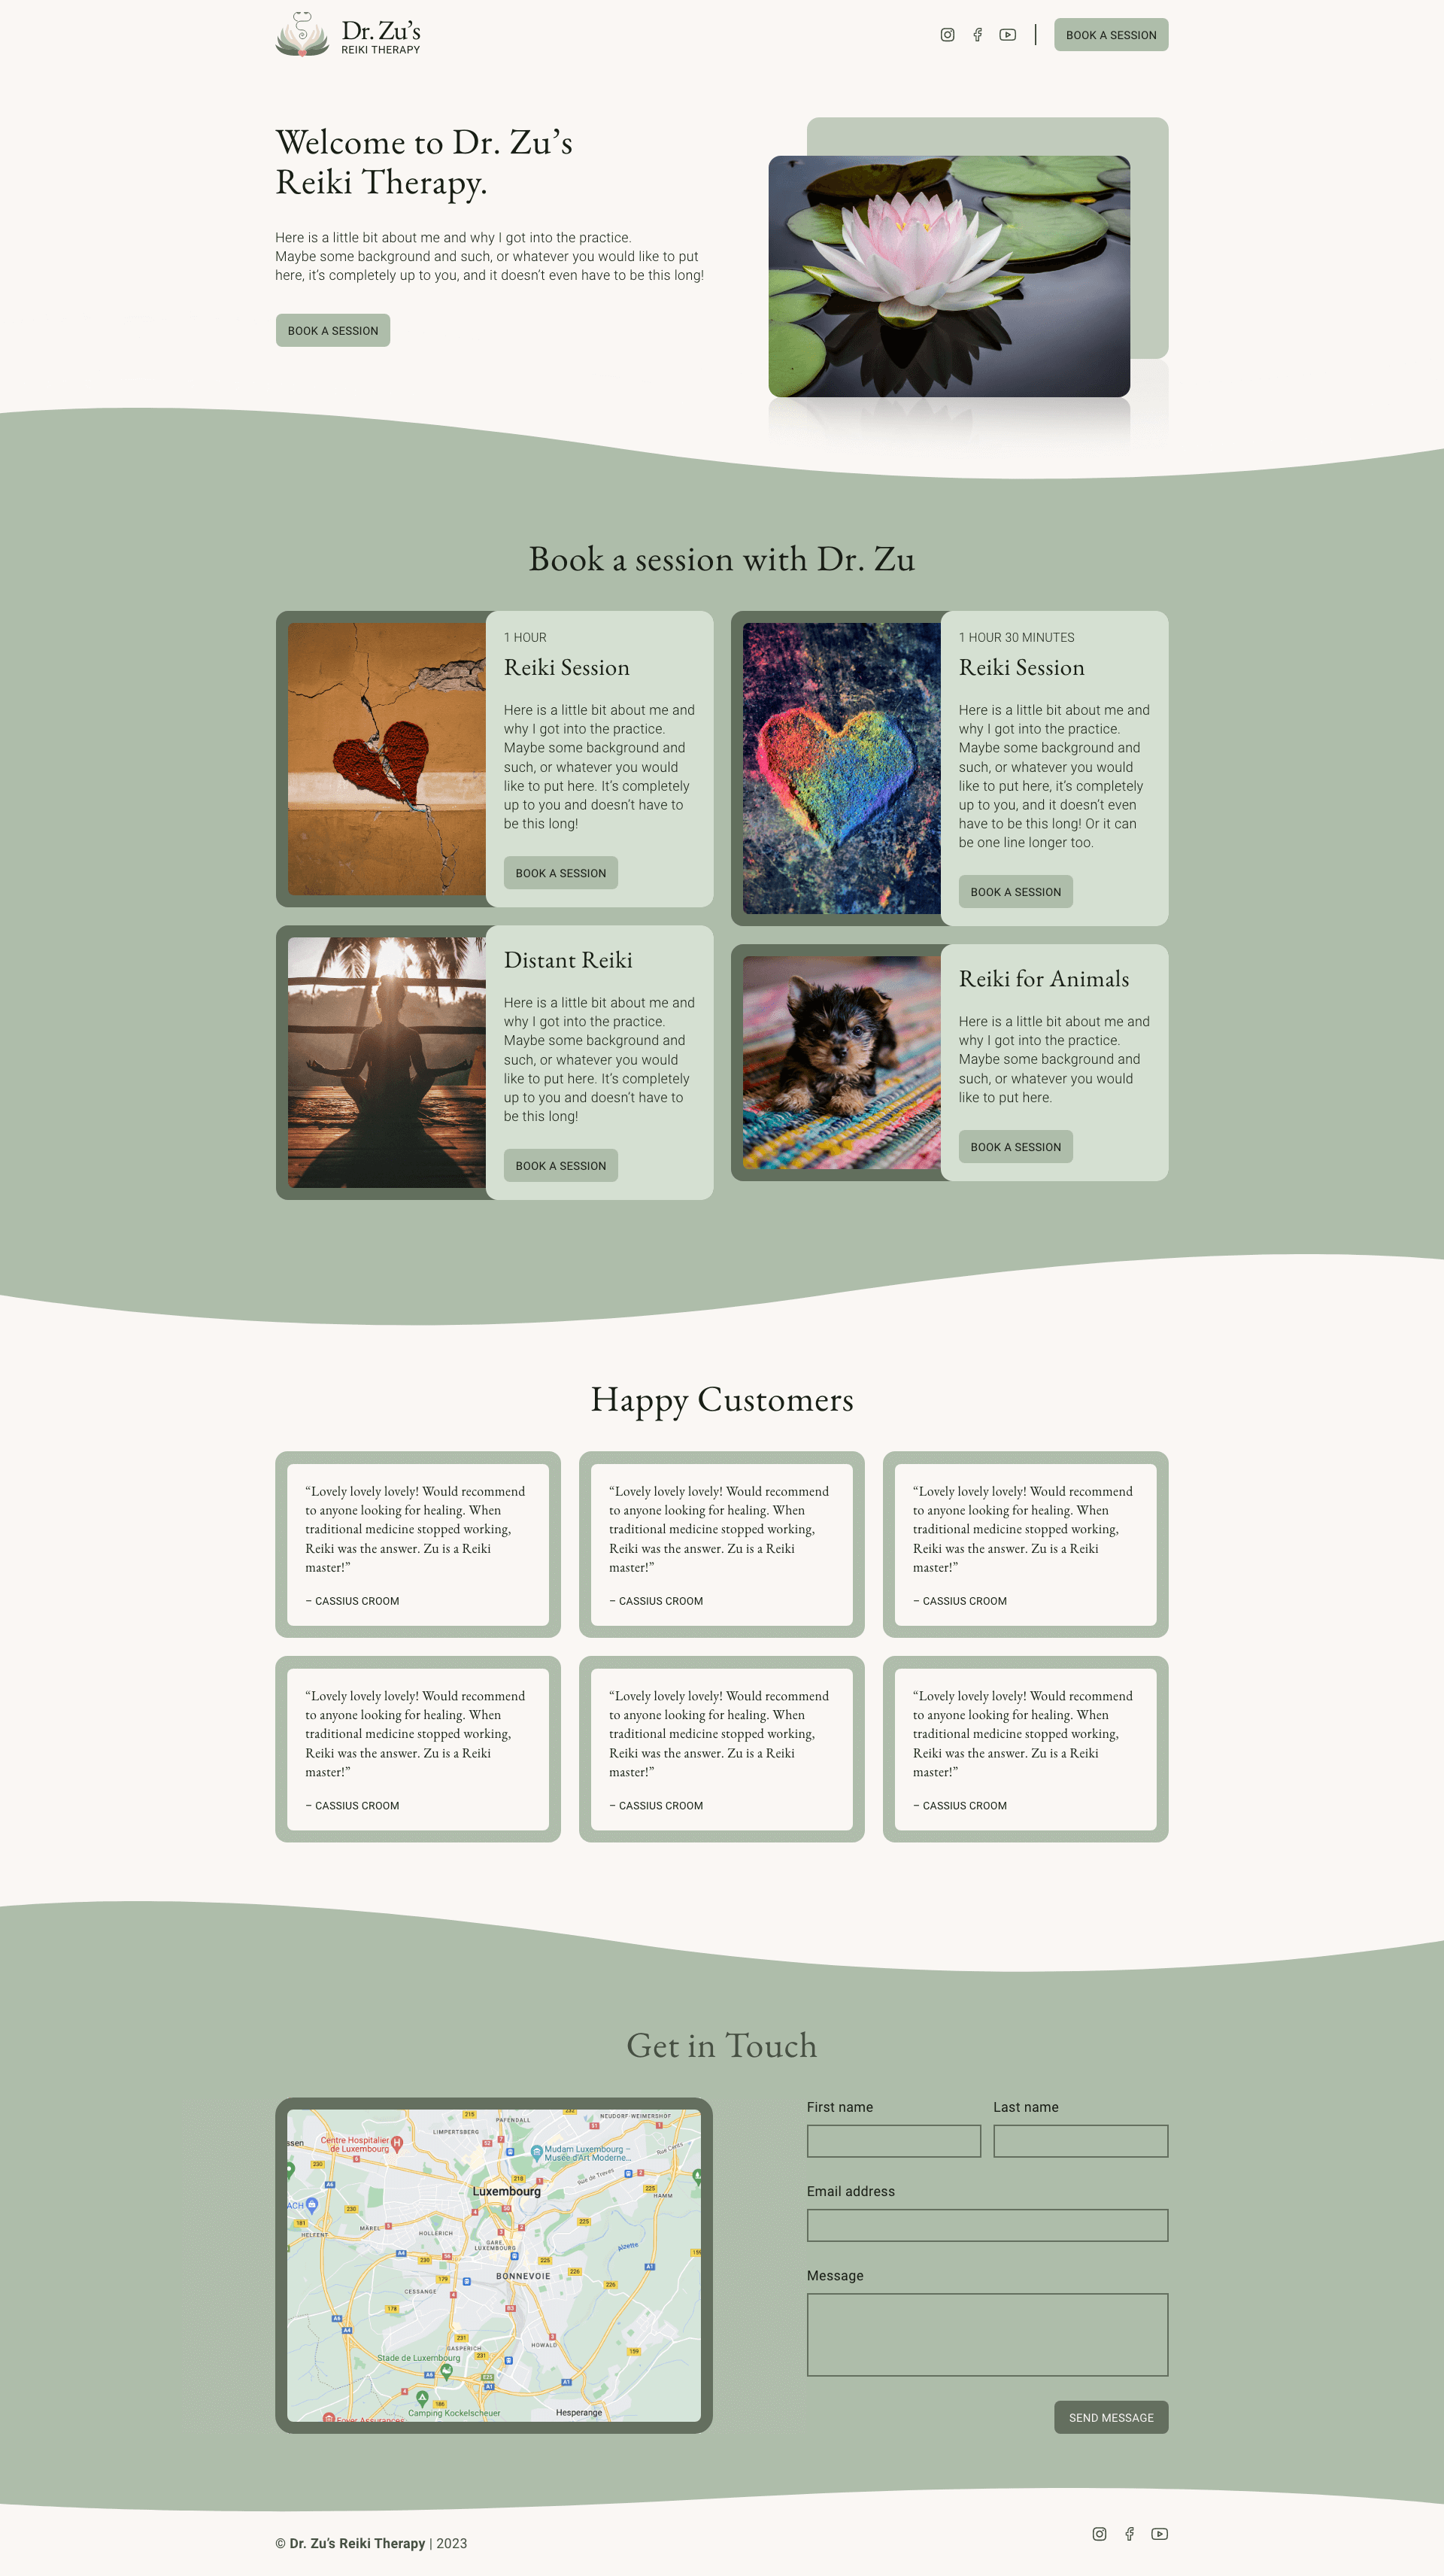 Dr. Zu’s
REIKI THERAPY
BOOK A SESSION
Welcome to Dr. Zu’s
Reiki Therapy.
Here is a little bit about me and why I got into the practice.
Maybe some background and such, or whatever you would like to put
here, it’s completely up to you, and it doesn’t even have to be this long!
BOOK A SESSION
Book a session with Dr. Zu
1 HOUR
Reiki Session
Here is a little bit about me and
why I got into the practice.
Maybe some background and
such, or whatever you would
like to put here. It’s completely
up to you and doesn’t have to
be this long!
BOOK A SESSION
1 HOUR 30 MINUTES
Reiki Session
Here is a little bit about me and
why I got into the practice.
Maybe some background and
such, or whatever you would
like to put here, it’s completely
up to you, and it doesn’t even
have to be this long! Or it can
be one line longer too.
BOOK A SESSION
Distant Reiki
Here is a little bit about me and
why I got into the practice.
Maybe some background and
such, or whatever you would
like to put here. It’s completely
up to you and doesn’t have to
be this long!
BOOK A SESSION
Reiki for Animals
Here is a little bit about me and
why I got into the practice.
Maybe some background and
such, or whatever you would
like to put here.
BOOK A SESSION
Happy Customers
“Lovely lovely lovely! Would recommend
to anyone looking for healing. When
traditional medicine stopped working,
Reiki was the answer. Zu is a Reiki
master!”
– CASSIUS CROOM
“Lovely lovely lovely! Would recommend
to anyone looking for healing. When
traditional medicine stopped working,
Reiki was the answer. Zu is a Reiki
master!”
– CASSIUS CROOM
“Lovely lovely lovely! Would recommend
to anyone looking for healing. When
traditional medicine stopped working,
Reiki was the answer. Zu is a Reiki
master!”
– CASSIUS CROOM
“Lovely lovely lovely! Would recommend
to anyone looking for healing. When
traditional medicine stopped working,
Reiki was the answer. Zu is a Reiki
master!”
– CASSIUS CROOM
“Lovely lovely lovely! Would recommend
to anyone looking for healing. When
traditional medicine stopped working,
Reiki was the answer. Zu is a Reiki
master!”
– CASSIUS CROOM
“Lovely lovely lovely! Would recommend
to anyone looking for healing. When
traditional medicine stopped working,
Reiki was the answer. Zu is a Reiki
master!”
– CASSIUS CROOM
Get in Touch
PAFENDALL
NEUDORF-WEIMERSHOF
LIMPERTSBERG
Centre Hospitalier
de Luxembourg
Mudam Luxembourg –
Musée d'Art Moderne...
Rue Cents
Rue de Trèves
Luxembourg
HAMM
MÄREL
HOLLERICH
HELFENT
GARE
LUXEMBOURG
Alzette
BONNEVOIE
CESSANGE
GASPERICH
HOWALD
Stade de Luxembourg
Camping Kockelscheuer
Hesperange
Foyer Assurances
First name
Last name
Email address
Message
SEND MESSAGE
© Dr. Zu’s Reiki Therapy | 2023